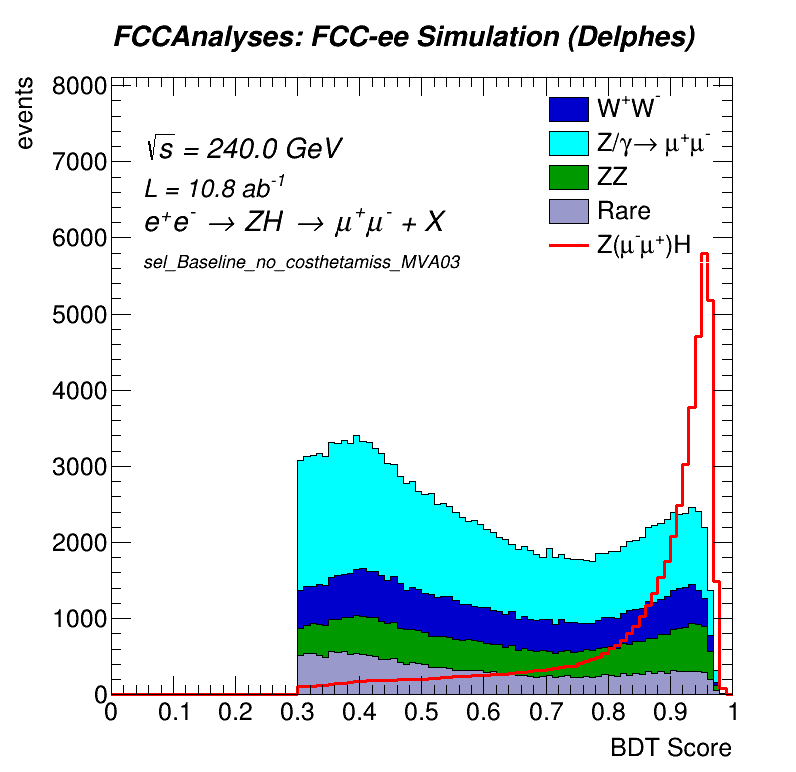 FCCAnalyses: FCC-ee Simulation (Delphes)
events
8000
7000
6000
5000
4000
3000
2000
1000
0
√s = 240.0 GeV
L = 10.8 ab⁻¹
e⁺e⁻ → ZH → μ⁺μ⁻ + X
sel_Baseline_no_costhetamiss_MVA03
W⁺W⁻
Z/γ→ μ⁺μ⁻
ZZ
Rare
Z(μ⁻μ⁺)H
0 0.1 0.2 0.3 0.4 0.5 0.6 0.7 0.8 0.9 1
BDT Score